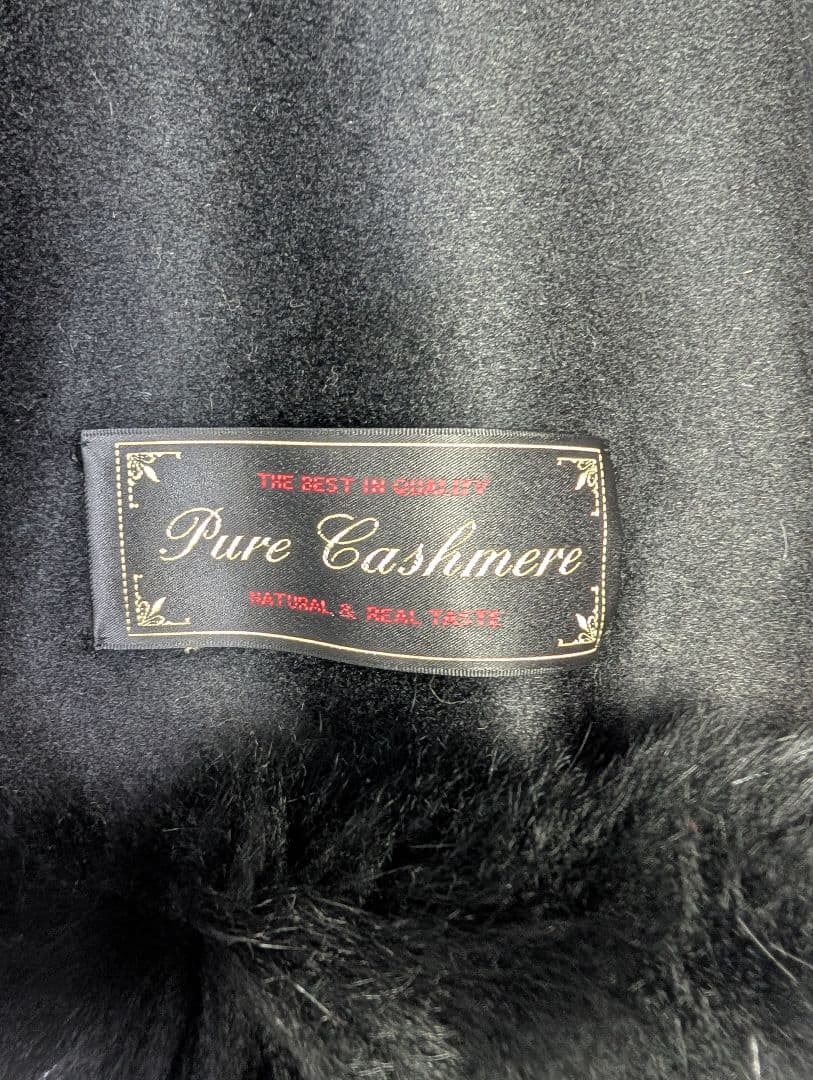 THE BEST IN QUALITY
Pure Cashmere
NATURAL & REAL TASTE